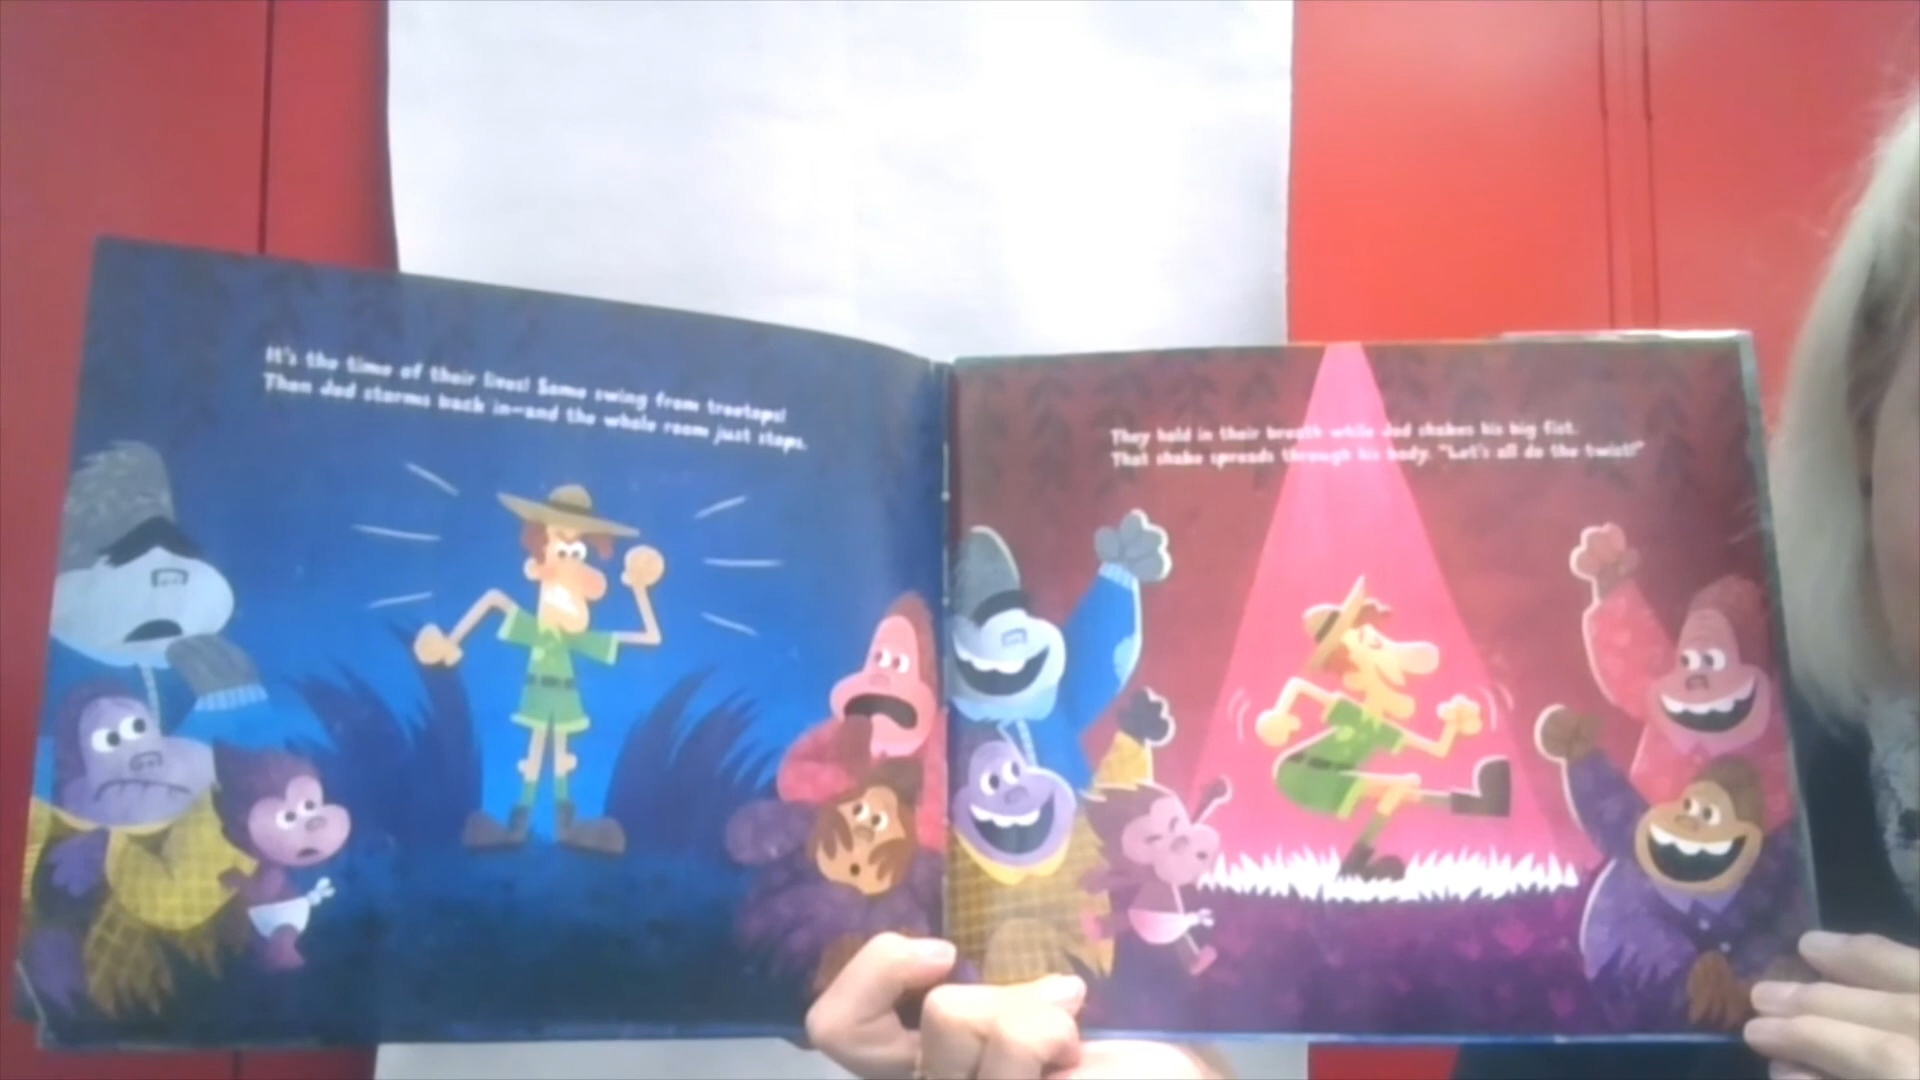 It's the time of their lives! Some swing from treetops!
Then Jed storms back in—and the whole room just stops.
They hold in their breath while Jed shakes his big fist.
That shake spreads through his body. "Let's all do the twist!"